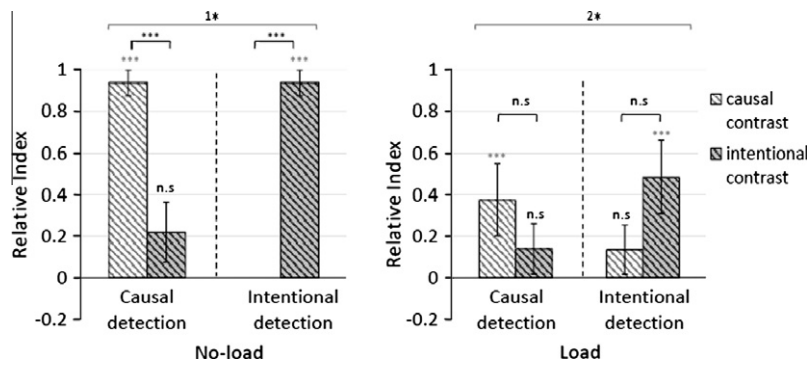 1*
***
***
***
***
1
0.8
0.6
0.4
0.2
0
-0.2
Relative Index
n.s
Causal detection
Intentional detection
No-load
2*
n.s
n.s
***
***
n.s
n.s
1
0.8
0.6
0.4
0.2
0
-0.2
Relative Index
Causal detection
Intentional detection
Load
causal contrast
intentional contrast